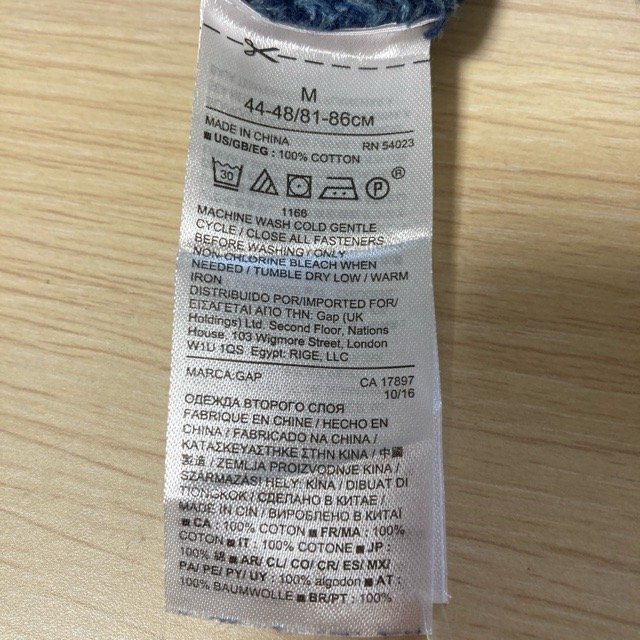 M
44-48/81-86CM
MADE IN CHINA RN 54023
■ US/GB/EG : 100% COTTON
30 P ®
1166
MACHINE WASH COLD GENTLE
CYCLE / CLOSE ALL FASTENERS
BEFORE WASHING / ONLY
NON-CHLORINE BLEACH WHEN
NEEDED / TUMBLE DRY LOW / WARM
IRON
DISTRIBUIDO POR/IMPORTED FOR/
ΕΙΣΑΓΕΤΑΙ ΑΠΟ ΤΗΝ: Gap (UK
Holdings) Ltd. Second Floor, Nations
House, 103 Wigmore Street, London
W1U 1QS Egypt: RIGE, LLC
MARCA:GAP CA 17897
10/16
ОДЕЖДА ВТОРОГО СЛОЯ
FABRIQUE EN CHINE / HECHO EN
CHINA / FABRICADO NA CHINA /
ΚΑΤΑΣΚΕΥΑΣΤΗΚΕ ΣΤΗΝ ΚΙΝΑ / 中國
製造 / ZEMLJA PROIZVODNJE KINA /
SZÁRMAZÁSI HELY: KÍNA / DIBUAT DI
TIONGKOK / СДЕЛАНО В КИТАЕ /
MADE IN CIN / ВИРОБЛЕНО В КИТАЇ
■ CA : 100% COTON ■ FR/MA : 100%
COTON ■ IT : 100% COTONE ■ JP :
100% 綿 ■ AR/CL/CO/CR/ES/MX/
PA/PE/PY/UY : 100% algodon ■ AT :
100% BAUMWOLLE ■ BR/PT : 100%